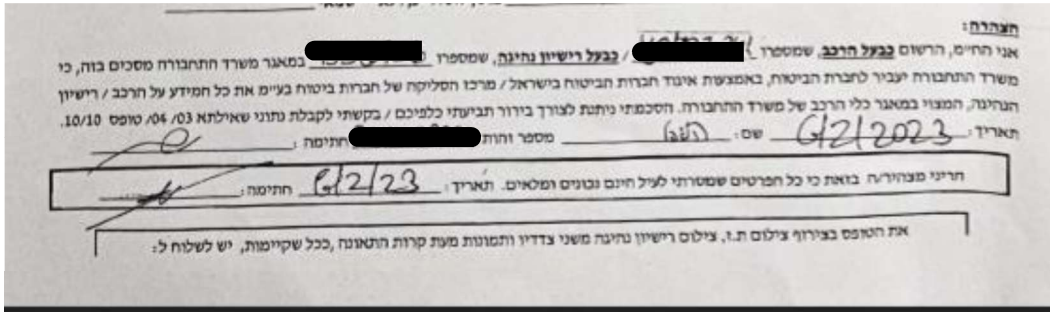 הצהרה:
אני החי״מ, הרשום כבעל הרכב, שמספרו / כבעל רישיון נהיגה, שמספרו במאגר משרד התחבורה מסכים בזה, כי
משרד התחבורה יעביר לחברת הביטוח, באמצעות איגוד חברות הביטוח בישראל / מרכז הסליקה של חברות ביטוח בע״מ את כל המידע על הרכב / רישיון
הנהיגה, המצוי במאגר כלי הרכב של משרד התחבורה. הסכמתי ניתנת לצורך בירור תביעתי כלפיכם / בקשתי לקבלת נתוני שאילתא 03/ 04/ טופס 10/10.
תאריך: 6/2/2023 שם: מספר זהות חתימה:
הריני מצהיר/ה בזאת כי כל הפרטים שמסרתי לעיל הינם נכונים ומלאים. תאריך: 6/2/23 חתימה:
את הטופס בצירוף צילום ת.ז, צילום רישיון נהיגה משני צדדיו ותמונות מעת קרות התאונה ,ככל שקיימות, יש לשלוח ל: